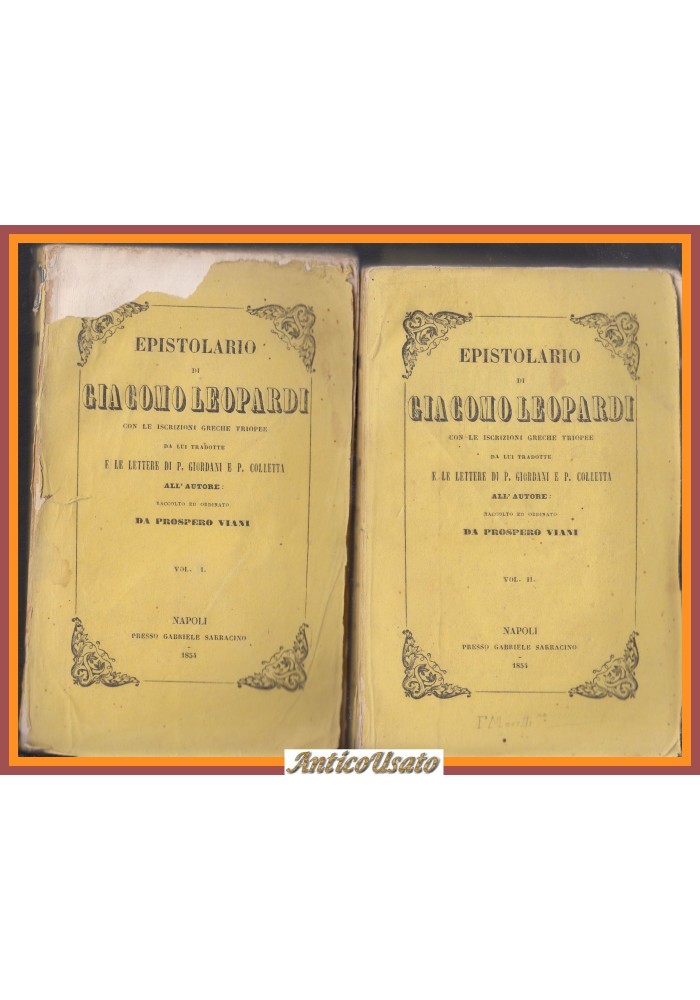 EPISTOLARIO
DI
GIACOMO LEOPARDI
CON LE ISCRIZIONI GRECHE TRIOPEE
DA LUI TRADOTTE
E LE LETTERE DI P. GIORDANI E P. COLLETTA
ALL'AUTORE:
RACCOLTO ED ORDINATO
DA PROSPERO VIANI
VOL. I.
NAPOLI
PRESSO GABRIELE SARRACINO
1854
EPISTOLARIO
DI
GIACOMO LEOPARDI
CON LE ISCRIZIONI GRECHE TRIOPEE
DA LUI TRADOTTE
E LE LETTERE DI P. GIORDANI E P. COLLETTA
ALL'AUTORE:
RACCOLTO ED ORDINATO
DA PROSPERO VIANI
VOL. II.
NAPOLI
PRESSO GABRIELE SARRACINO
1854
AnticoUsato